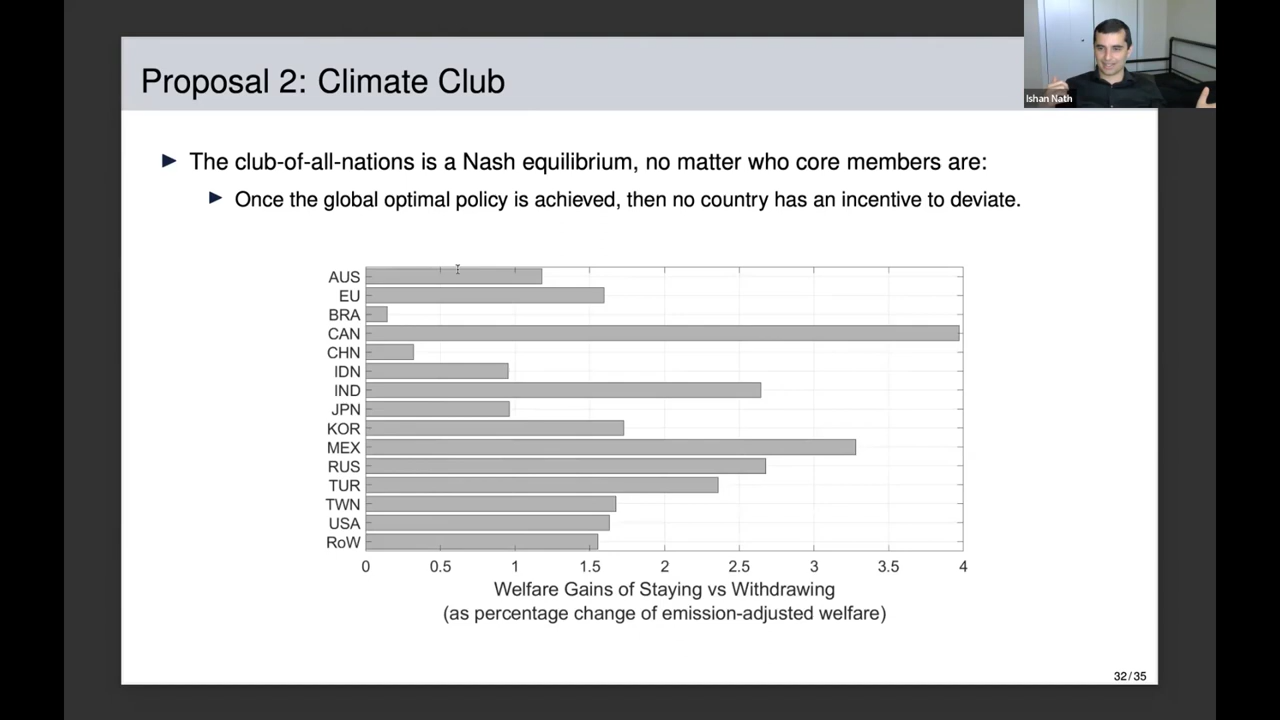 Proposal 2: Climate Club
Ishan Nath
The club-of-all-nations is a Nash equilibrium, no matter who core members are:
Once the global optimal policy is achieved, then no country has an incentive to deviate.
AUS
EU
BRA
CAN
CHN
IDN
IND
JPN
KOR
MEX
RUS
TUR
TWN
USA
RoW
0 0.5 1 1.5 2 2.5 3 3.5 4
Welfare Gains of Staying vs Withdrawing
(as percentage change of emission-adjusted welfare)
32/35